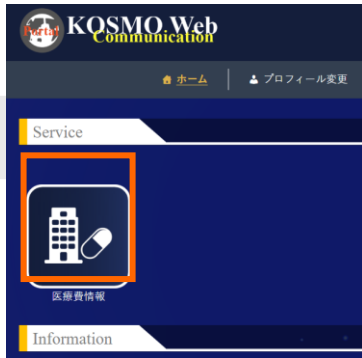 Portal
KOSMO Web
Communication
ホーム
プロフィール変更
Service
医療費情報
Information